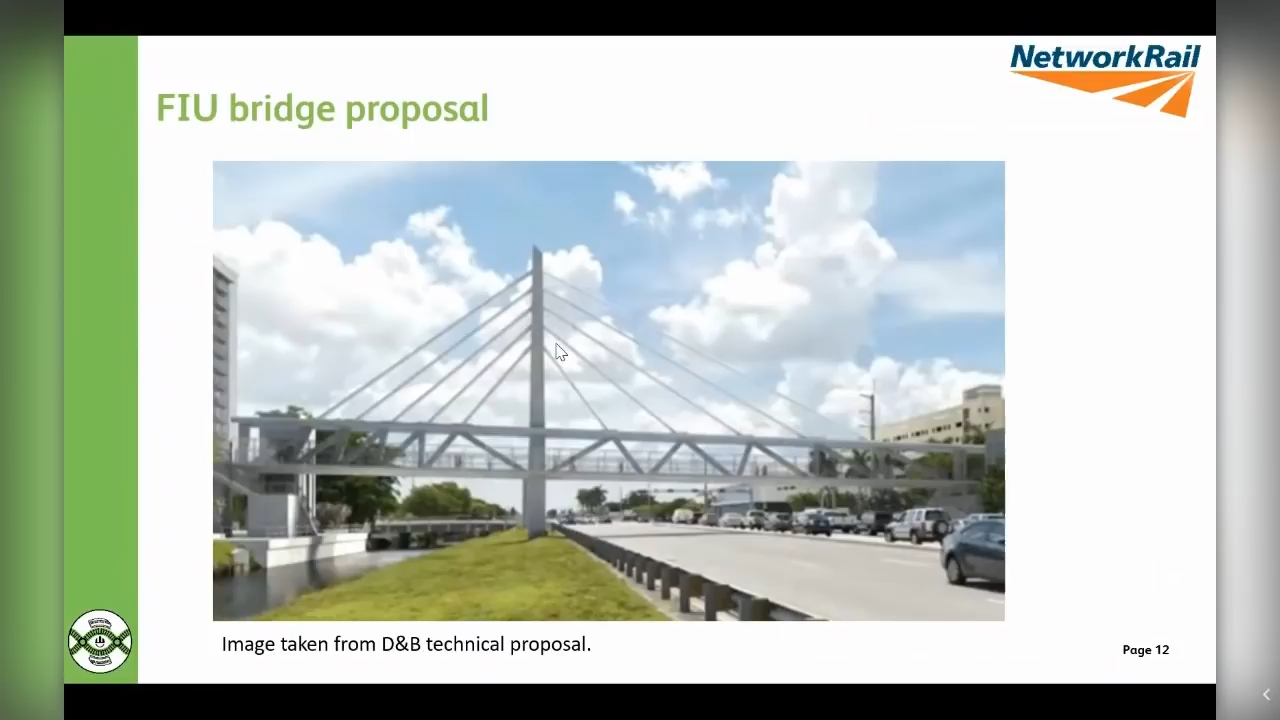 NetworkRail
FIU bridge proposal
Image taken from D&B technical proposal.
Page 12